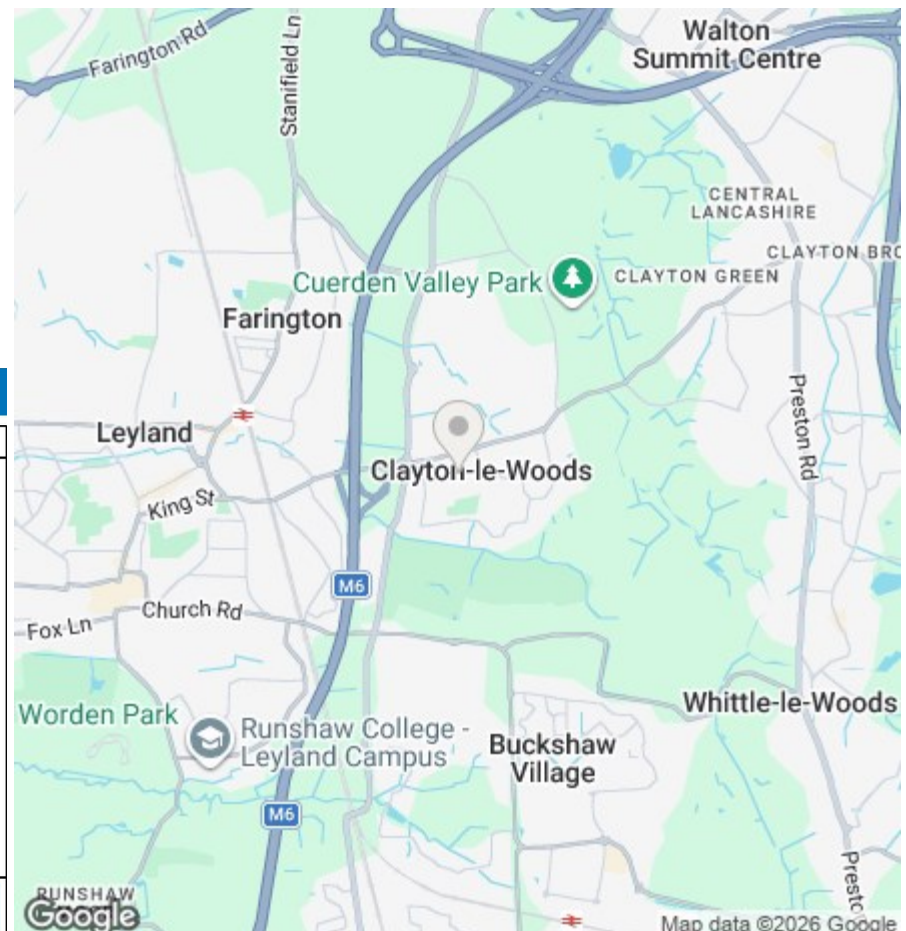 Farington Rd
Stanifield Ln
Walton
Summit Centre
CENTRAL
LANCASHIRE
CLAYTON BRO
Cuerden Valley Park
CLAYTON GREEN
Farington
Leyland
Clayton-le-Woods
King St
Preston Rd
M6
Church Rd
Fox Ln
Worden Park
Runshaw College -
Leyland Campus
Whittle-le-Woods
Buckshaw
Village
M6
Presto
RUNSHAW
Google
Map data ©2026 Google